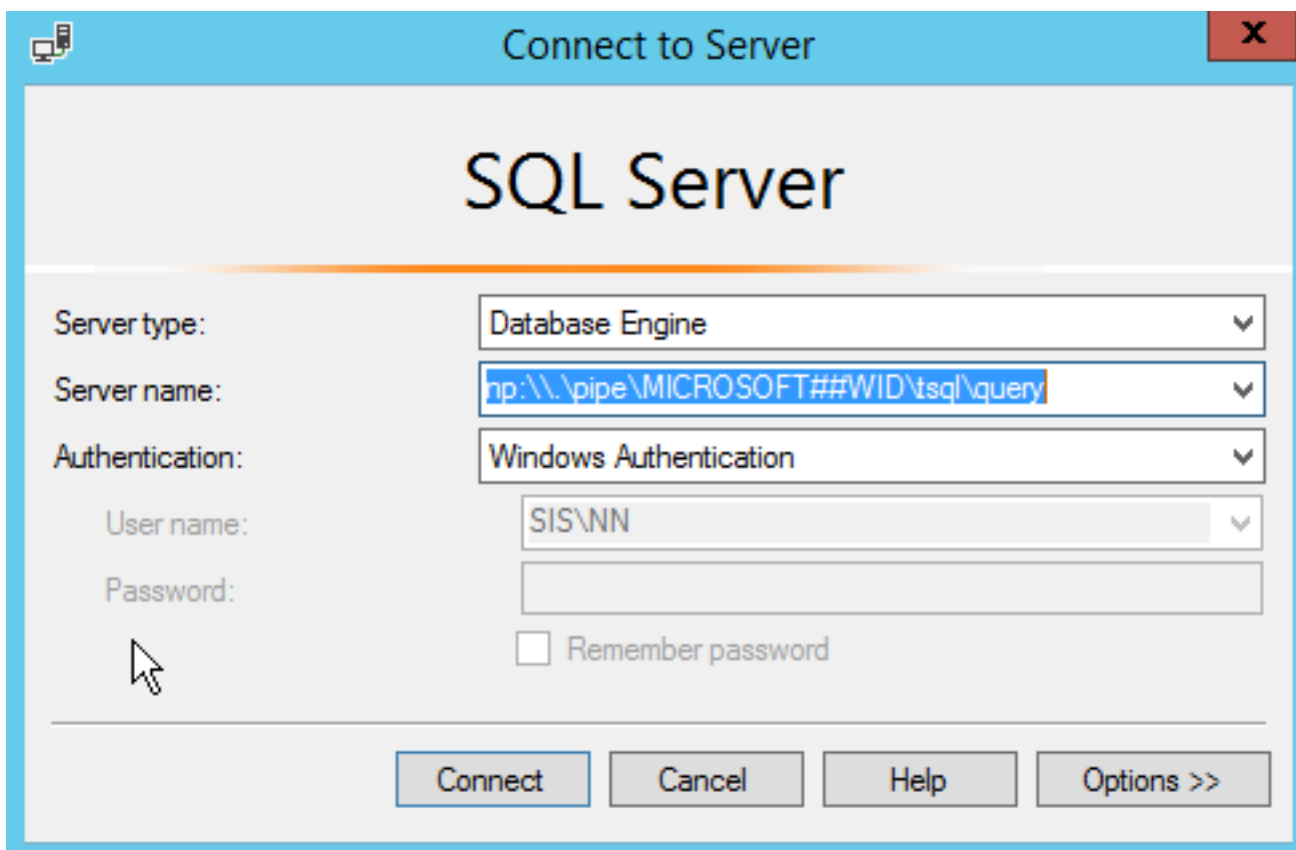 Connect to Server
x
SQL Server
Server type: Database Engine
Server name: np:\\.\pipe\MICROSOFT##WID\tsql\query
Authentication: Windows Authentication
User name: SIS\NN
Password:
Remember password
Connect Cancel Help Options >>